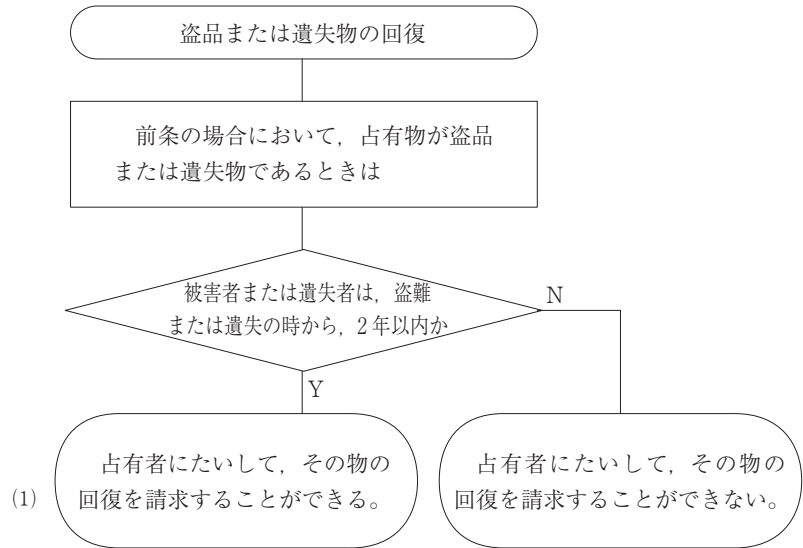 盗品または遺失物の回復
前条の場合において，占有物が盗品
または遺失物であるときは
被害者または遺失者は，盗難
または遺失の時から，2年以内か
N
Y
占有者にたいして，その物の
回復を請求することができる。
(1)
占有者にたいして，その物の
回復を請求することができない。